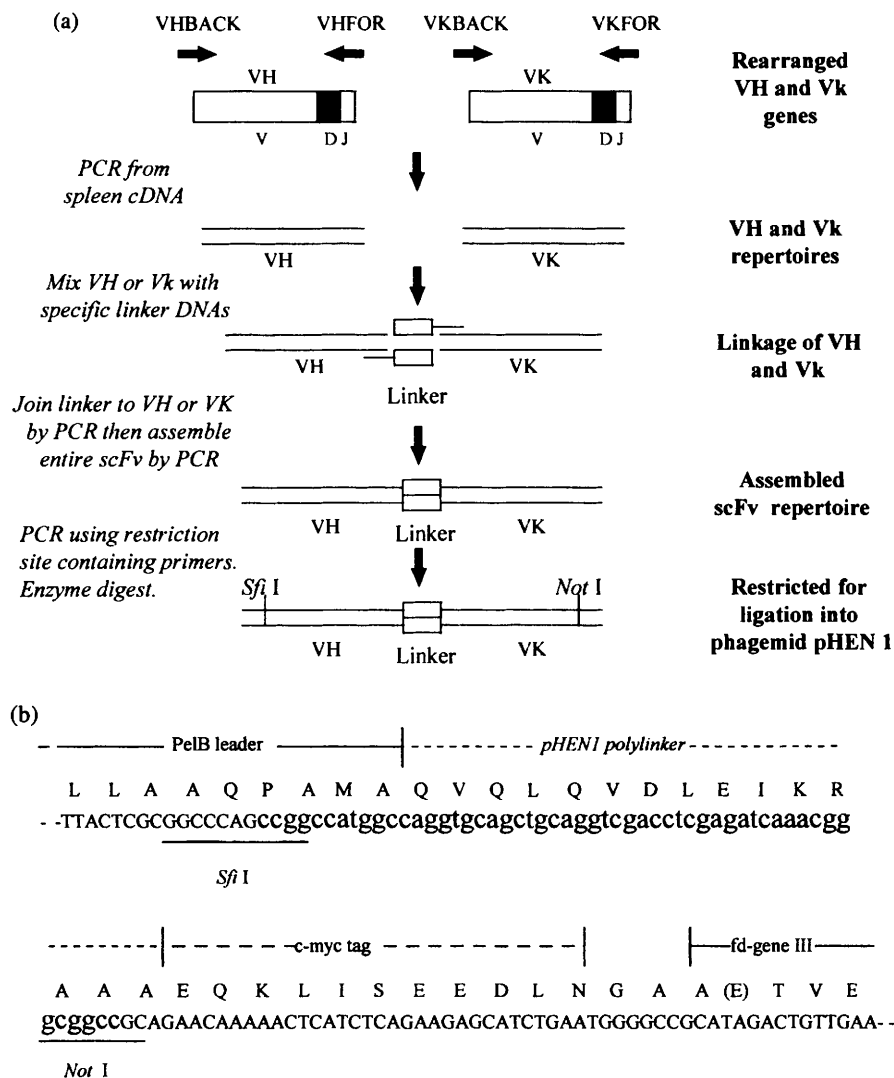 (a)
VHBACK VHFOR VKBACK VKFOR
VH VK
V D J V D J
Rearranged
VH and Vk
genes
PCR from
spleen cDNA
VH VK
VH and Vk
repertoires
Mix VH or Vk with
specific linker DNAs
VH VK
Linker
Linkage of VH
and Vk
Join linker to VH or VK
by PCR then assemble
entire scFv by PCR
VH Linker VK
Assembled
scFv repertoire
PCR using restriction
site containing primers.
Enzyme digest.
Sfi I Not I
VH Linker VK
Restricted for
ligation into
phagemid pHEN 1
(b)
PelB leader pHEN1 polylinker
L L A A Q P A M A Q V Q L Q V D L E I K R
- -TTACTCGCGGCCCAGCcggccatggccaggtgcagctgcaggtcgacctcgagatcaaacgg
Sfi I
c-myc tag fd-gene III
A A A E Q K L I S E E D L N G A A (E) T V E
gcggccGCAGAACAAAAACTCATCTCAGAAGAGCATCTGAATGGGGCCGCATAGACTGTTGAA- -
Not I